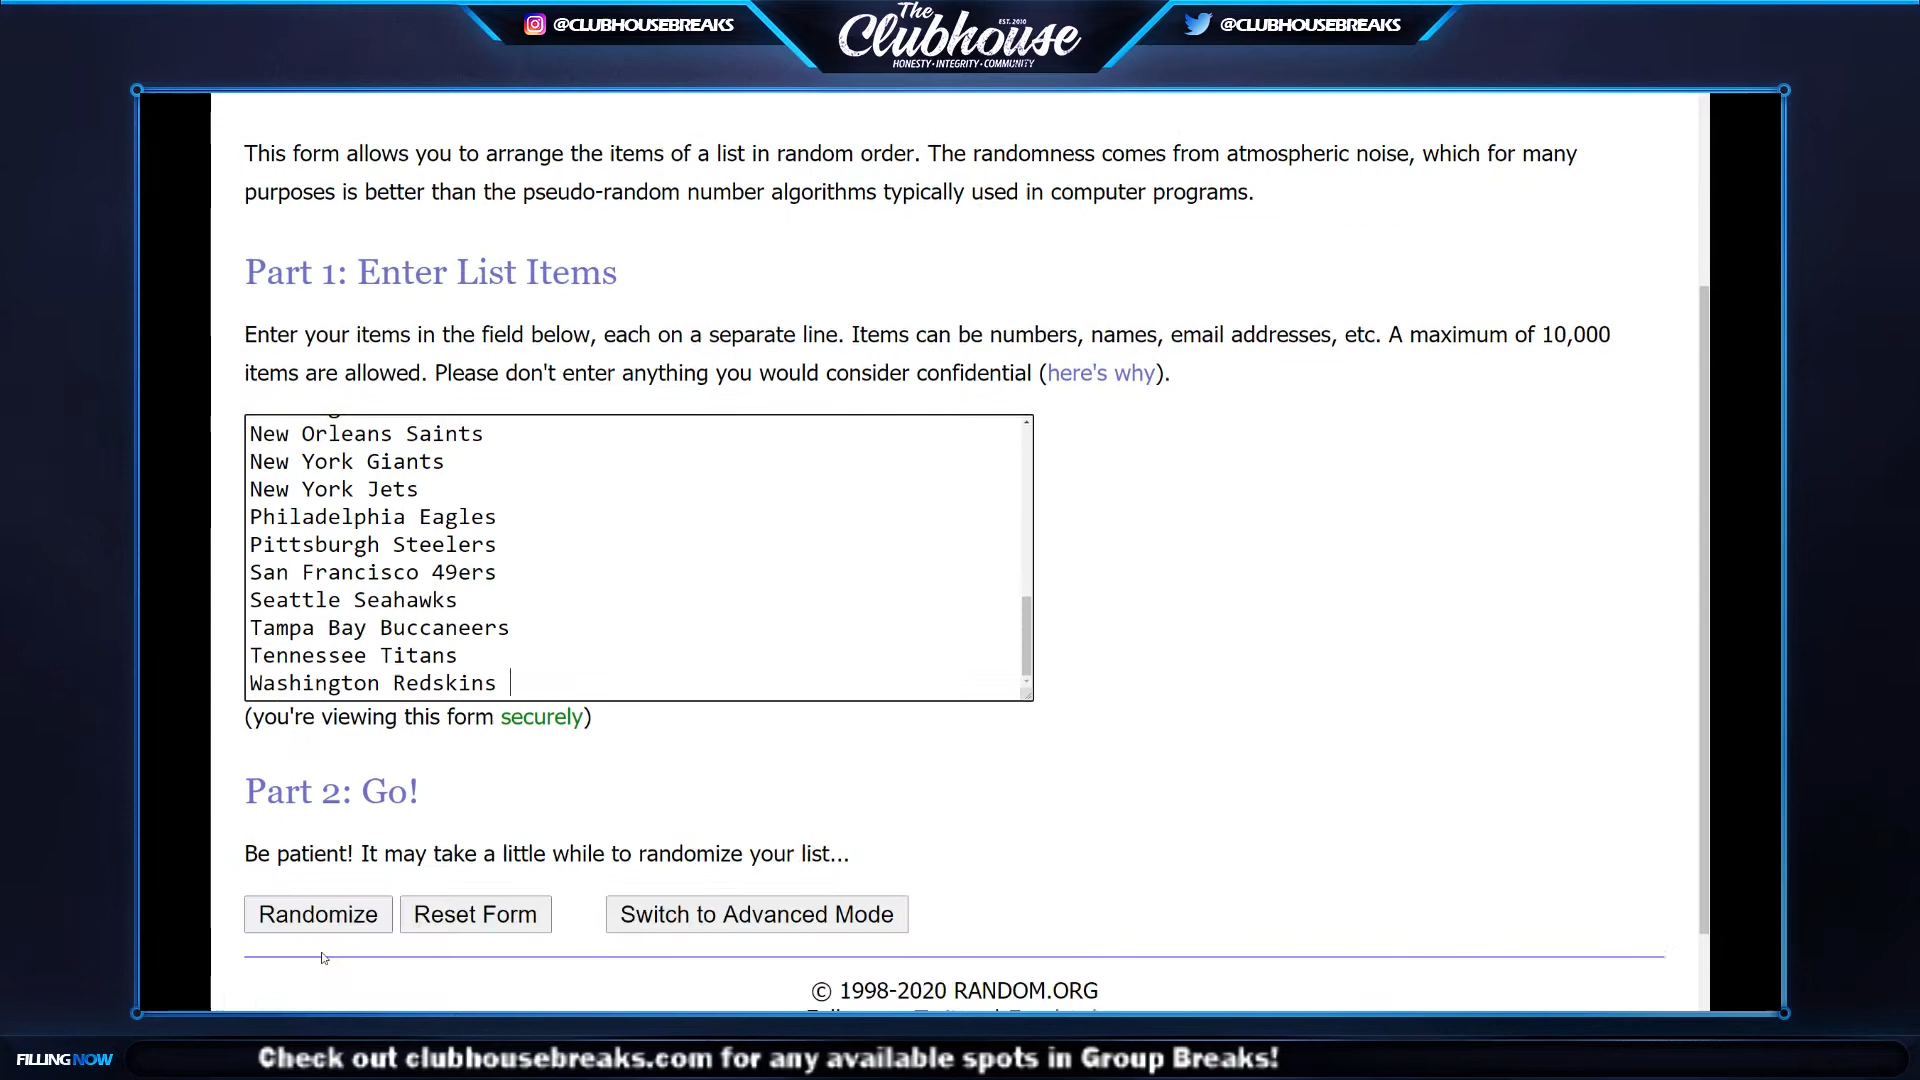 @CLUBHOUSEBREAKS
The
EST. 2010
Clubhouse
HONESTY • INTEGRITY • COMMUNITY
@CLUBHOUSEBREAKS
This form allows you to arrange the items of a list in random order. The randomness comes from atmospheric noise, which for many
purposes is better than the pseudo-random number algorithms typically used in computer programs.
Part 1: Enter List Items
Enter your items in the field below, each on a separate line. Items can be numbers, names, email addresses, etc. A maximum of 10,000
items are allowed. Please don't enter anything you would consider confidential (here's why).
New Orleans Saints
New York Giants
New York Jets
Philadelphia Eagles
Pittsburgh Steelers
San Francisco 49ers
Seattle Seahawks
Tampa Bay Buccaneers
Tennessee Titans
Washington Redskins
(you're viewing this form securely)
Part 2: Go!
Be patient! It may take a little while to randomize your list...
Randomize Reset Form Switch to Advanced Mode
© 1998-2020 RANDOM.ORG
FILLING NOW Check out clubhousebreaks.com for any available spots in Group Breaks!